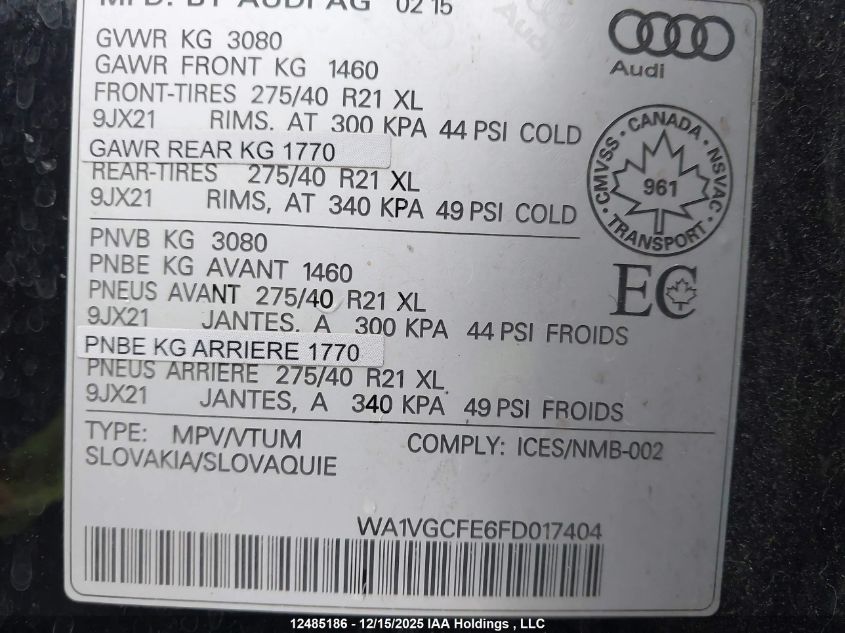 MFD. BY AUDI AG 02 15
Audi
Audi
GVWR KG 3080
GAWR FRONT KG 1460
FRONT-TIRES 275/40 R21 XL
9JX21 RIMS. AT 300 KPA 44 PSI COLD
GAWR REAR KG 1770
REAR-TIRES 275/40 R21 XL
9JX21 RIMS, AT 340 KPA 49 PSI COLD
CANADA · NSVAC · TRANSPORT · CMVSS ·
961
PNVB KG 3080
PNBE KG AVANT 1460
PNEUS AVANT 275/40 R21 XL
9JX21 JANTES, A 300 KPA 44 PSI FROIDS
EC
PNBE KG ARRIERE 1770
PNEUS ARRIERE 275/40 R21 XL
9JX21 JANTES, A 340 KPA 49 PSI FROIDS
TYPE: MPV/VTUM COMPLY: ICES/NMB-002
SLOVAKIA/SLOVAQUIE
WA1VGCFE6FD017404
12485186 - 12/15/2025 IAA Holdings , LLC